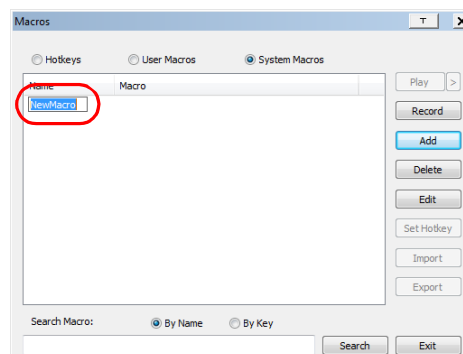 Macros
Hotkeys User Macros System Macros
Name Macro
NewMacro
Play >
Record
Add
Delete
Edit
Set Hotkey
Import
Export
Search Macro: By Name By Key
Search Exit